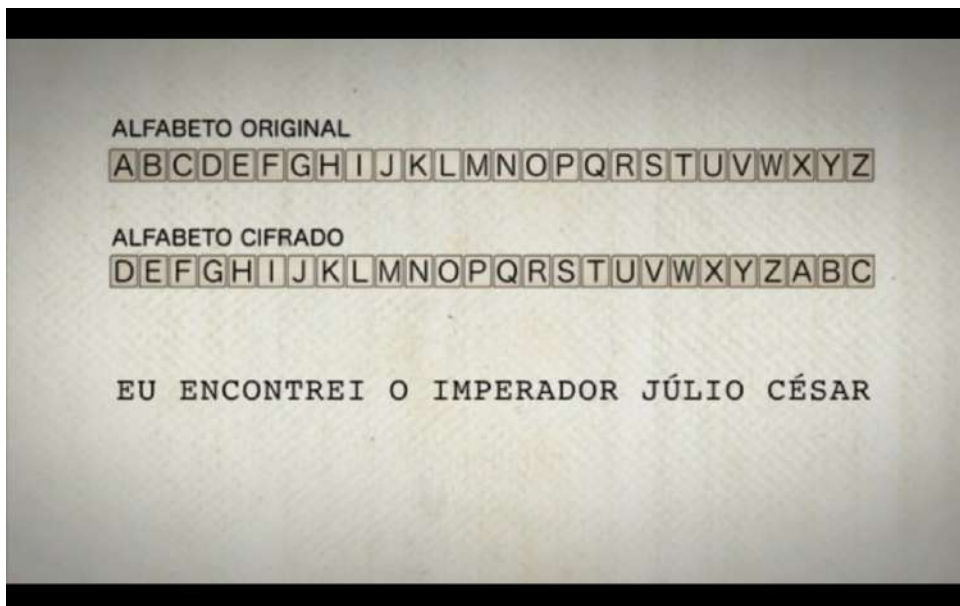 ALFABETO ORIGINAL
ABCDEFGHIJKLMNOPQRSTUVWXYZ
ALFABETO CIFRADO
DEFGHIJKLMNOPQRSTUVWXYZABC
EU ENCONTREI O IMPERADOR JÚLIO CÉSAR